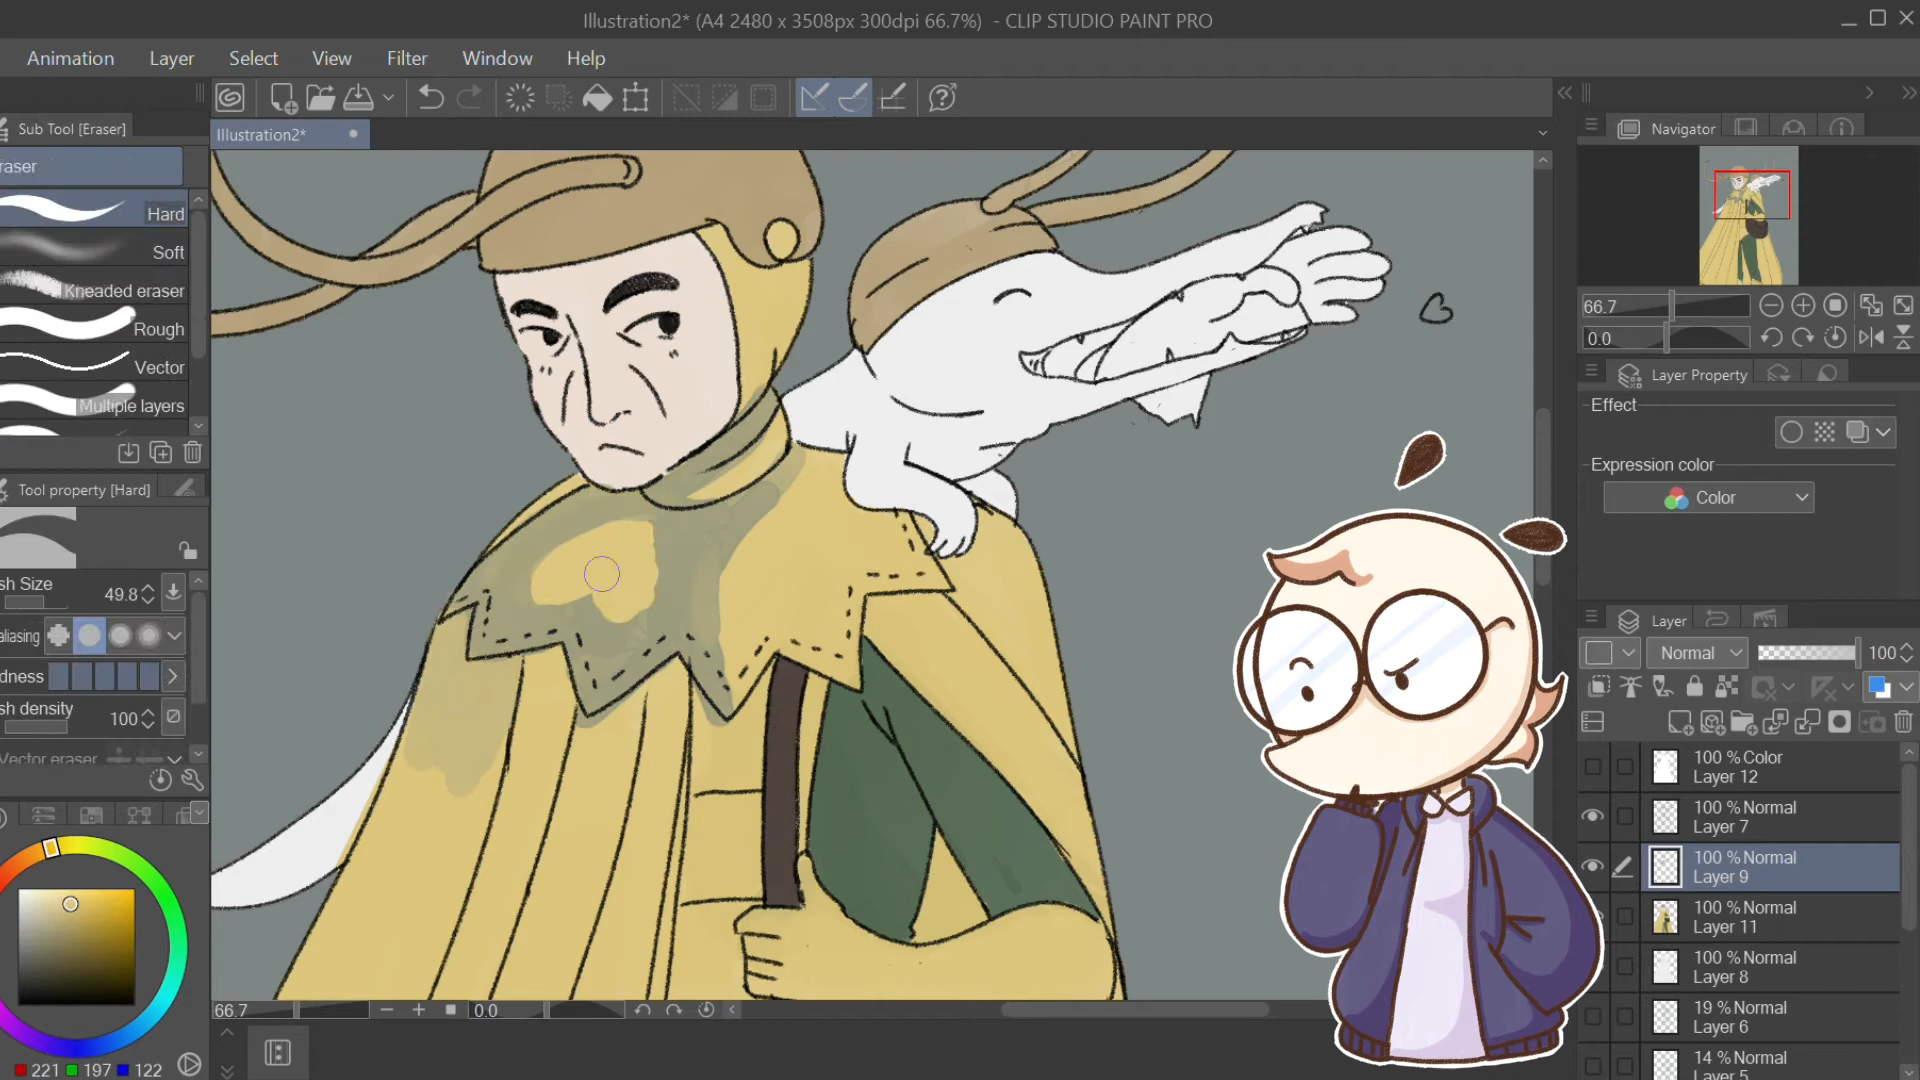 Illustration2* (A4 2480 x 3508px 300dpi 66.7%) - CLIP STUDIO PAINT PRO
Animation Layer Select View Filter Window Help
Sub Tool [Eraser]
Illustration2*
Navigator
raser
Hard
Soft
Kneaded eraser
Rough
Vector
Multiple layers
66.7
0.0
Layer Property
Effect
Expression color
Color
Tool property [Hard]
sh Size 49.8
aliasing
dness
sh density 100
Vector eraser
Layer
Normal 100
100 % Color
Layer 12
100 % Normal
Layer 7
100 % Normal
Layer 9
100 % Normal
Layer 11
100 % Normal
Layer 8
19 % Normal
Layer 6
14 % Normal
Layer 5
66.7 0.0
221 197 122